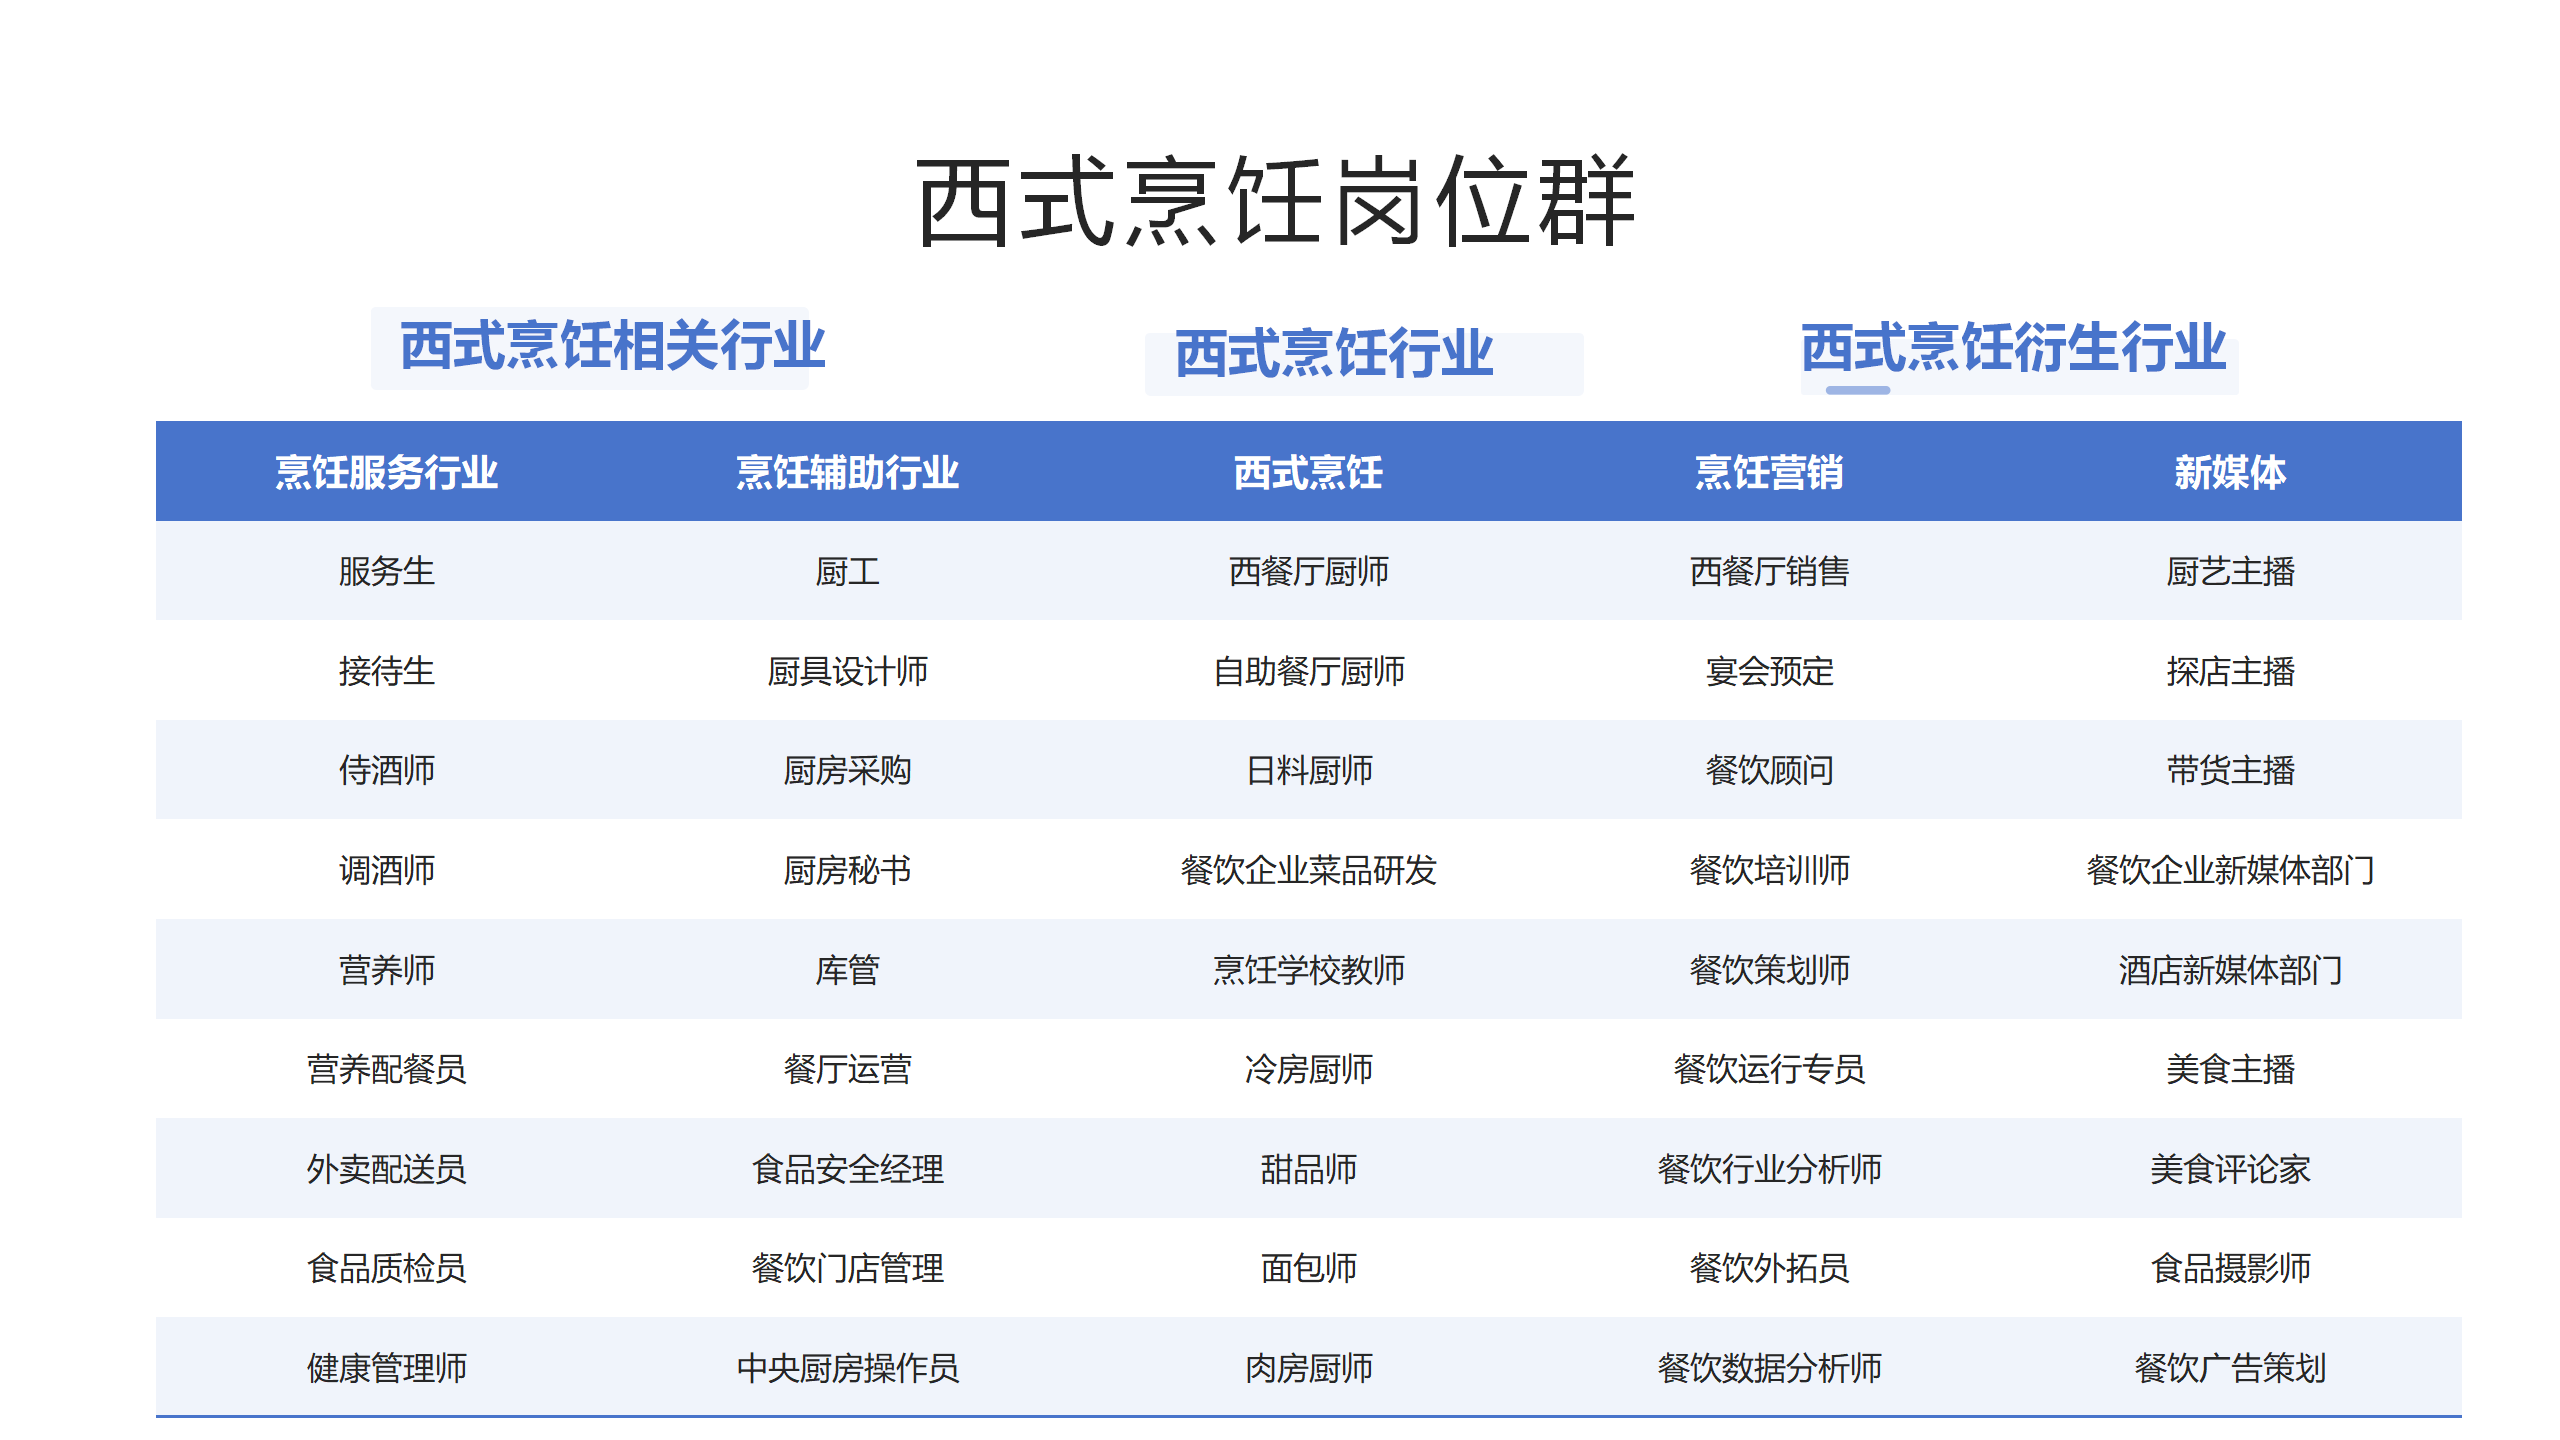 西式烹饪岗位群
西式烹饪相关行业 西式烹饪行业 西式烹饪衍生行业
烹饪服务行业 烹饪辅助行业 西式烹饪 烹饪营销 新媒体
服务生 厨工 西餐厅厨师 西餐厅销售 厨艺主播
接待生 厨具设计师 自助餐厅厨师 宴会预定 探店主播
侍酒师 厨房采购 日料厨师 餐饮顾问 带货主播
调酒师 厨房秘书 餐饮企业菜品研发 餐饮培训师 餐饮企业新媒体部门
营养师 库管 烹饪学校教师 餐饮策划师 酒店新媒体部门
营养配餐员 餐厅运营 冷房厨师 餐饮运行专员 美食主播
外卖配送员 食品安全经理 甜品师 餐饮行业分析师 美食评论家
食品质检员 餐饮门店管理 面包师 餐饮外拓员 食品摄影师
健康管理师 中央厨房操作员 肉房厨师 餐饮数据分析师 餐饮广告策划